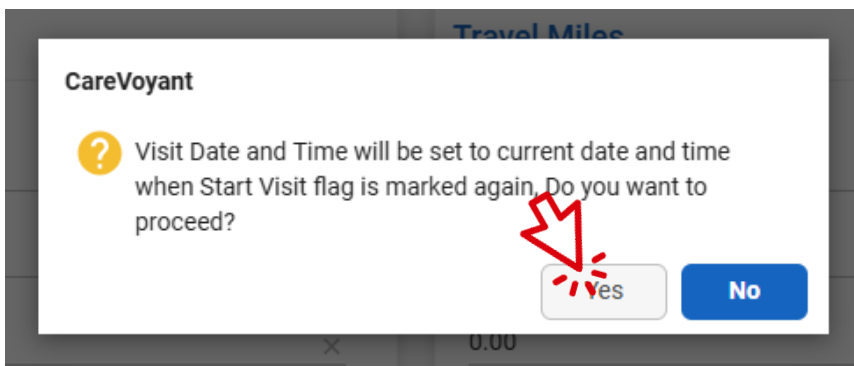 Travel Miles
CareVoyant
Visit Date and Time will be set to current date and time
when Start Visit flag is marked again, Do you want to
proceed?
Yes
No
0.00